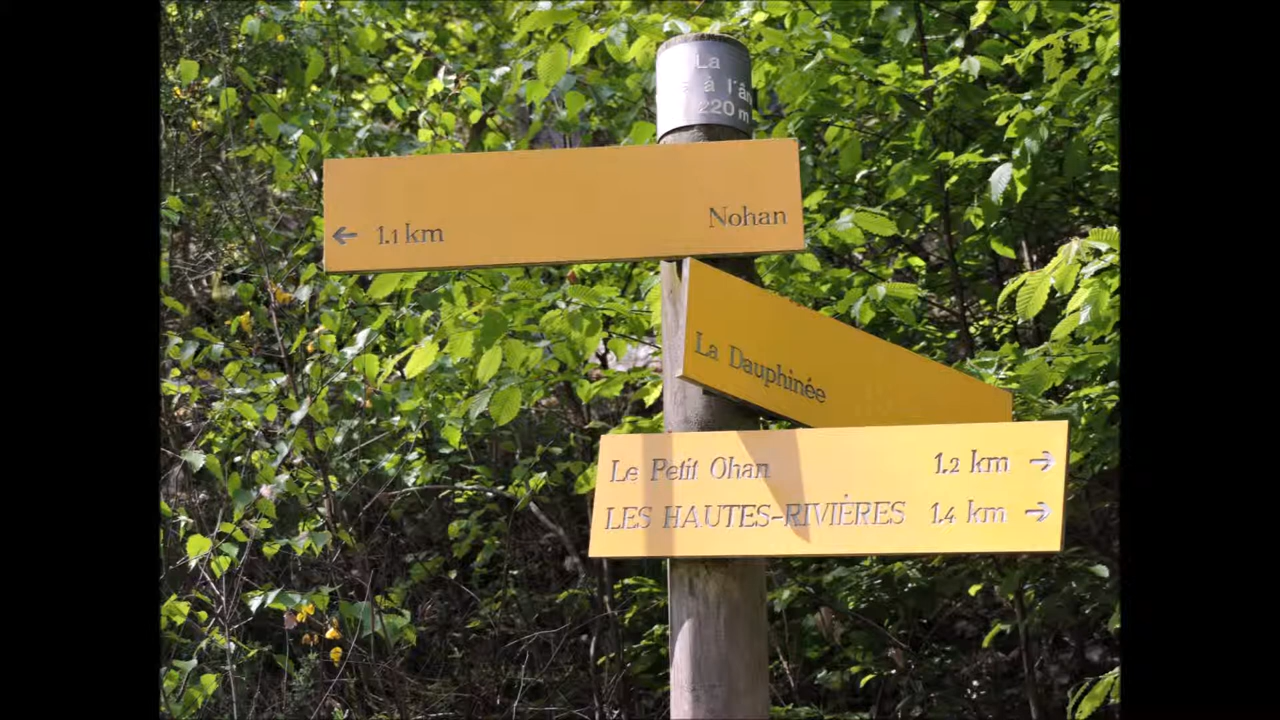 La
à l'ân
220 m
Nohan
← 1.1 km
La Dauphinée
Le Petit Ohan 1.2 km →
LES HAUTES-RIVIÈRES 1.4 km →